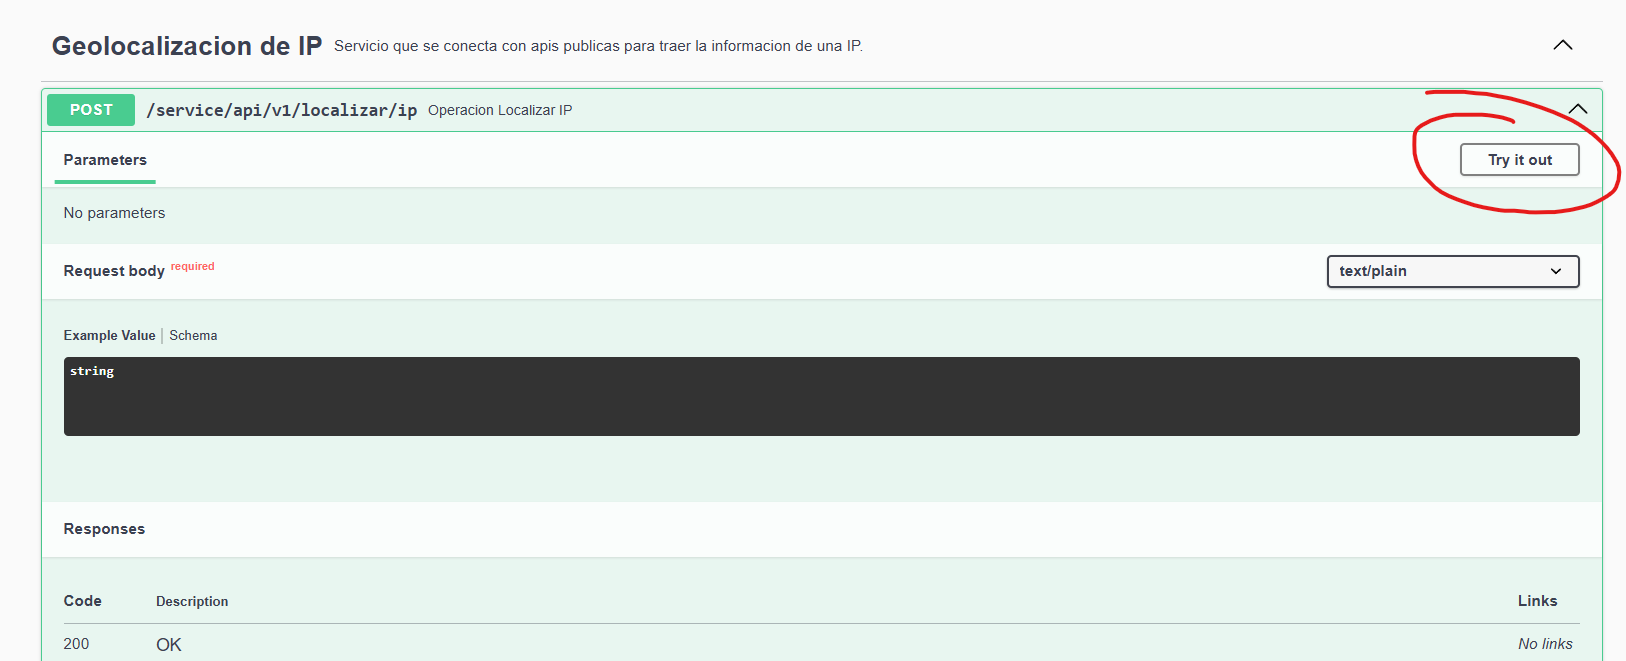 Geolocalizacion de IP Servicio que se conecta con apis publicas para traer la informacion de una IP.
POST /service/api/v1/localizar/ip Operacion Localizar IP
Parameters Try it out
No parameters
Request body required text/plain
Example Value | Schema
string
Responses
Code Description Links
200 OK No links